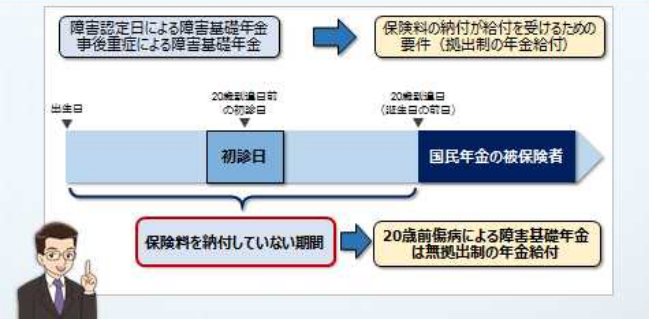 障害認定日による障害基礎年金
事後重症による障害基礎年金
保険料の納付が給付を受けるための
要件（拠出制の年金給付）
出生日
20歳到達日前
の初診日
20歳到達日
（誕生日の前日）
初診日
国民年金の被保険者
保険料を納付していない期間
20歳前傷病による障害基礎年金
は無拠出制の年金給付